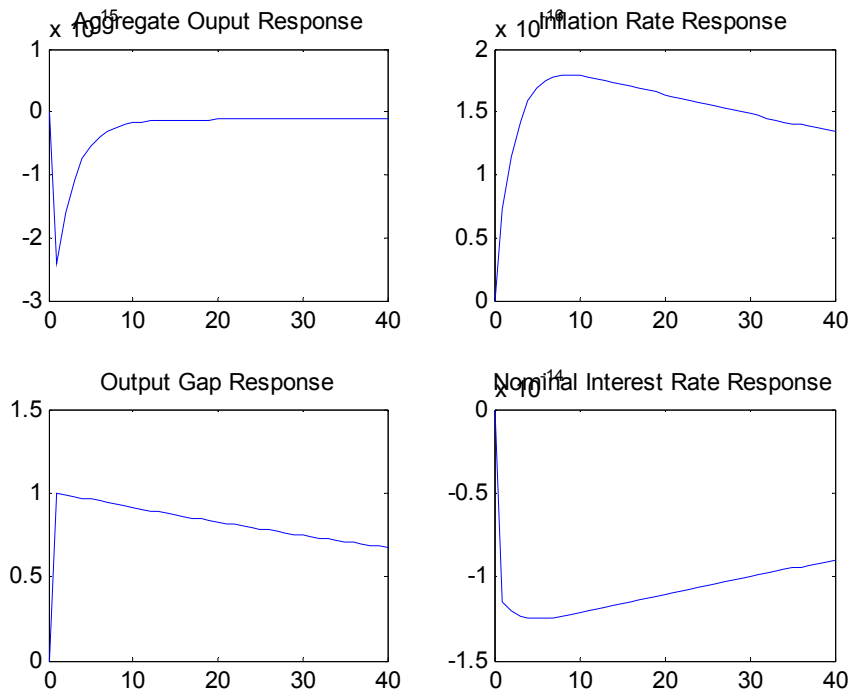 Aggregate Ouput Response
x 10-15
1
0
-1
-2
-3
0 10 20 30 40
Inflation Rate Response
x 10-16
2
1.5
1
0.5
0
0 10 20 30 40
Output Gap Response
1.5
1
0.5
0
0 10 20 30 40
Nominal Interest Rate Response
x 10-14
0
-0.5
-1
-1.5
0 10 20 30 40